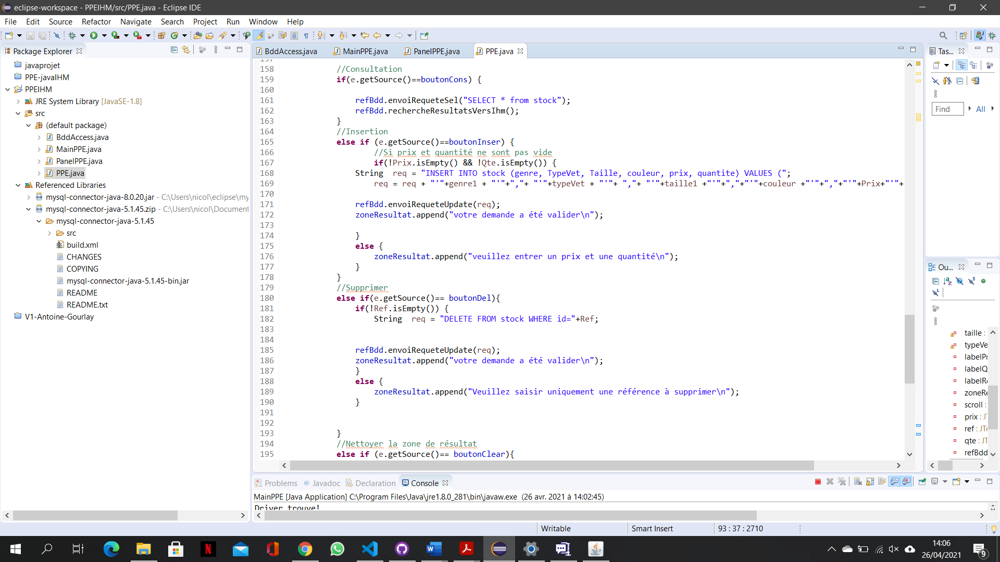 eclipse-workspace - PPEIHM/src/PPE.java - Eclipse IDE
File Edit Source Refactor Navigate Search Project Run Window Help
Package Explorer
javaprojet
PPE-javaIHM
PPEIHM
JRE System Library [JavaSE-1.8]
src
(default package)
BddAccess.java
MainPPE.java
PanelPPE.java
PPE.java
Referenced Libraries
mysql-connector-java-8.0.20.jar - C:\Users\nicol\eclipse\my
mysql-connector-java-5.1.45.zip - C:\Users\nicol\Document
mysql-connector-java-5.1.45
src
build.xml
CHANGES
COPYING
mysql-connector-java-5.1.45-bin.jar
README
README.txt
V1-Antoine-Gourlay
BddAccess.java MainPPE.java PanelPPE.java PPE.java
157
158 //Consultation
159 if(e.getSource()==boutonCons) {
160
161 refBdd.envoiRequeteSel("SELECT * from stock");
162 refBdd.rechercheResultatsVersIhm();
163 }
164 //Insertion
165 else if (e.getSource()==boutonInser) {
166 //Si prix et quantité ne sont pas vide
167 if(!Prix.isEmpty() && !Qte.isEmpty()) {
168 String req = "INSERT INTO stock (genre, TypeVet, Taille, couleur, prix, quantite) VALUES (";
169 req = req + "'"+genre1 + "'"+","+ "'"+typeVet + "'"+ ","+ "'"+taille1 +"'"+","+"'"+couleur +"'"+","+"'"+Prix+"'"+
170
171 refBdd.envoiRequeteUpdate(req);
172 zoneResultat.append("votre demande a été valider\n");
173
174 }
175 else {
176 zoneResultat.append("veuillez entrer un prix et une quantité\n");
177 }
178 }
179 //Supprimer
180 else if(e.getSource()== boutonDel){
181 if(!Ref.isEmpty()) {
182 String req = "DELETE FROM stock WHERE id="+Ref;
183
184
185 refBdd.envoiRequeteUpdate(req);
186 zoneResultat.append("votre demande a été valider\n");
187 }
188 else {
189 zoneResultat.append("Veuillez saisir uniquement une référence à supprimer\n");
190 }
191
192
193 }
194 //Nettoyer la zone de résultat
195 else if (e.getSource()== boutonClear){
Tas...
Find All
Ou...
taille :
typeVe
labelPr
labelQ
labelRe
zoneRe
scroll :
prix : JT
ref : JTe
qte : JT
refBdd
Problems @ Javadoc Declaration Console
MainPPE [Java Application] C:\Program Files\Java\jre1.8.0_281\bin\javaw.exe (26 avr. 2021 à 14:02:45)
Driver trouve!
Writable Smart Insert 93 : 37 : 2710
14:06
26/04/2021
9